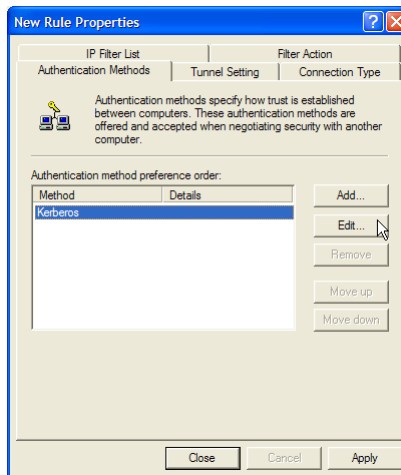 New Rule Properties
IP Filter List
Filter Action
Authentication Methods
Tunnel Setting
Connection Type
Authentication methods specify how trust is established
between computers. These authentication methods are
offered and accepted when negotiating security with another
computer.
Authentication method preference order:
Method
Details
Kerberos
Add...
Edit...
Remove
Move up
Move down
Close
Cancel
Apply